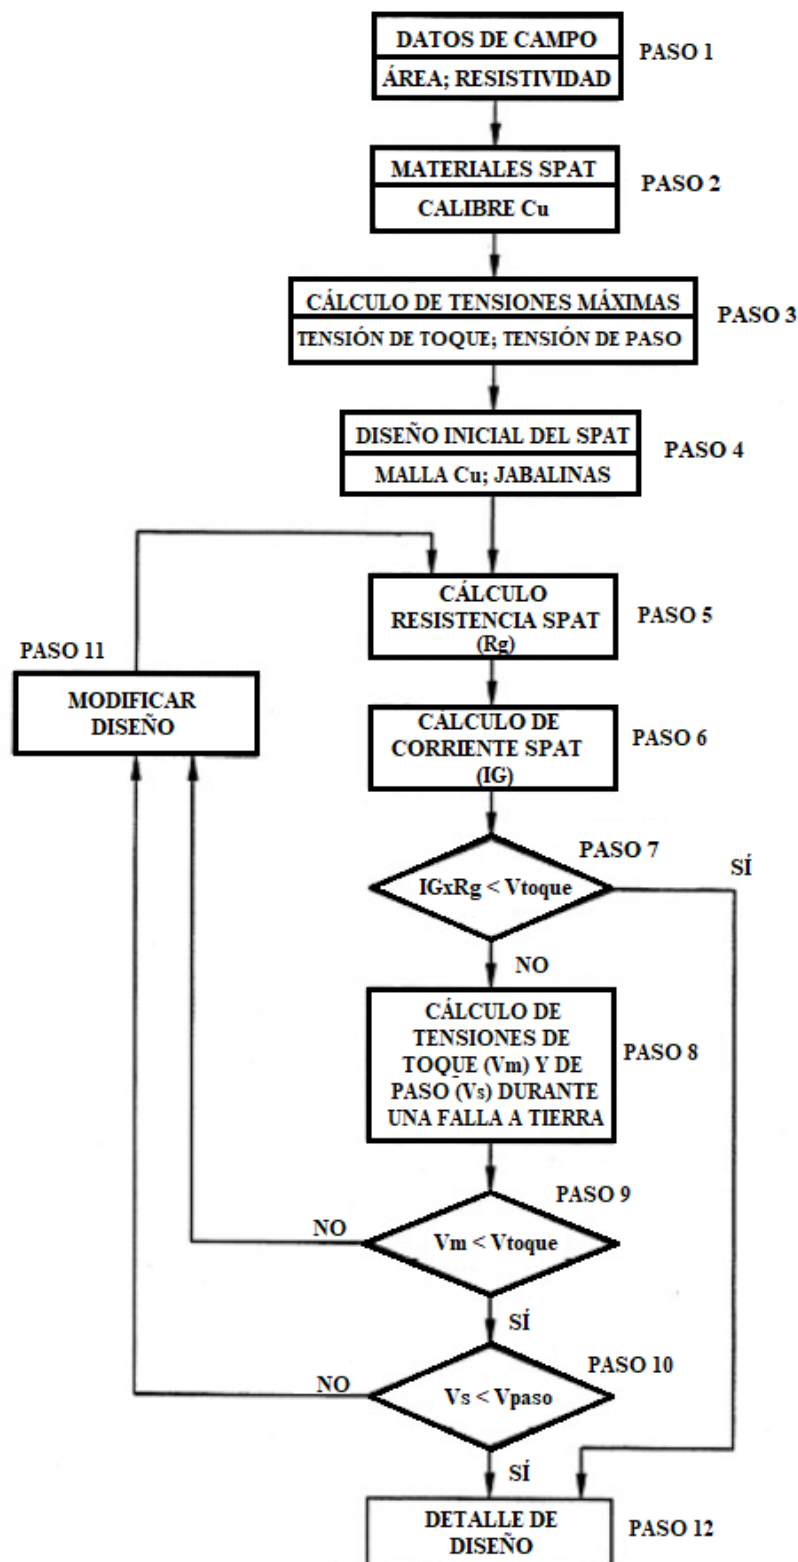 DATOS DE CAMPO
PASO 1
ÁREA; RESISTIVIDAD
MATERIALES SPAT
PASO 2
CALIBRE Cu
CÁLCULO DE TENSIONES MÁXIMAS
PASO 3
TENSIÓN DE TOQUE; TENSIÓN DE PASO
DISEÑO INICIAL DEL SPAT
PASO 4
MALLA Cu; JABALINAS
CÁLCULO
RESISTENCIA SPAT
(Rg)
PASO 5
PASO 11
MODIFICAR
DISEÑO
CÁLCULO DE
CORRIENTE SPAT
(IG)
PASO 6
PASO 7
IGxRg < Vtoque
SÍ
NO
CÁLCULO DE
TENSIONES DE
TOQUE (Vm) Y DE
PASO (Vs) DURANTE
UNA FALLA A TIERRA
PASO 8
PASO 9
Vm < Vtoque
NO
SÍ
PASO 10
Vs < Vpaso
NO
SÍ
DETALLE DE
DISEÑO
PASO 12